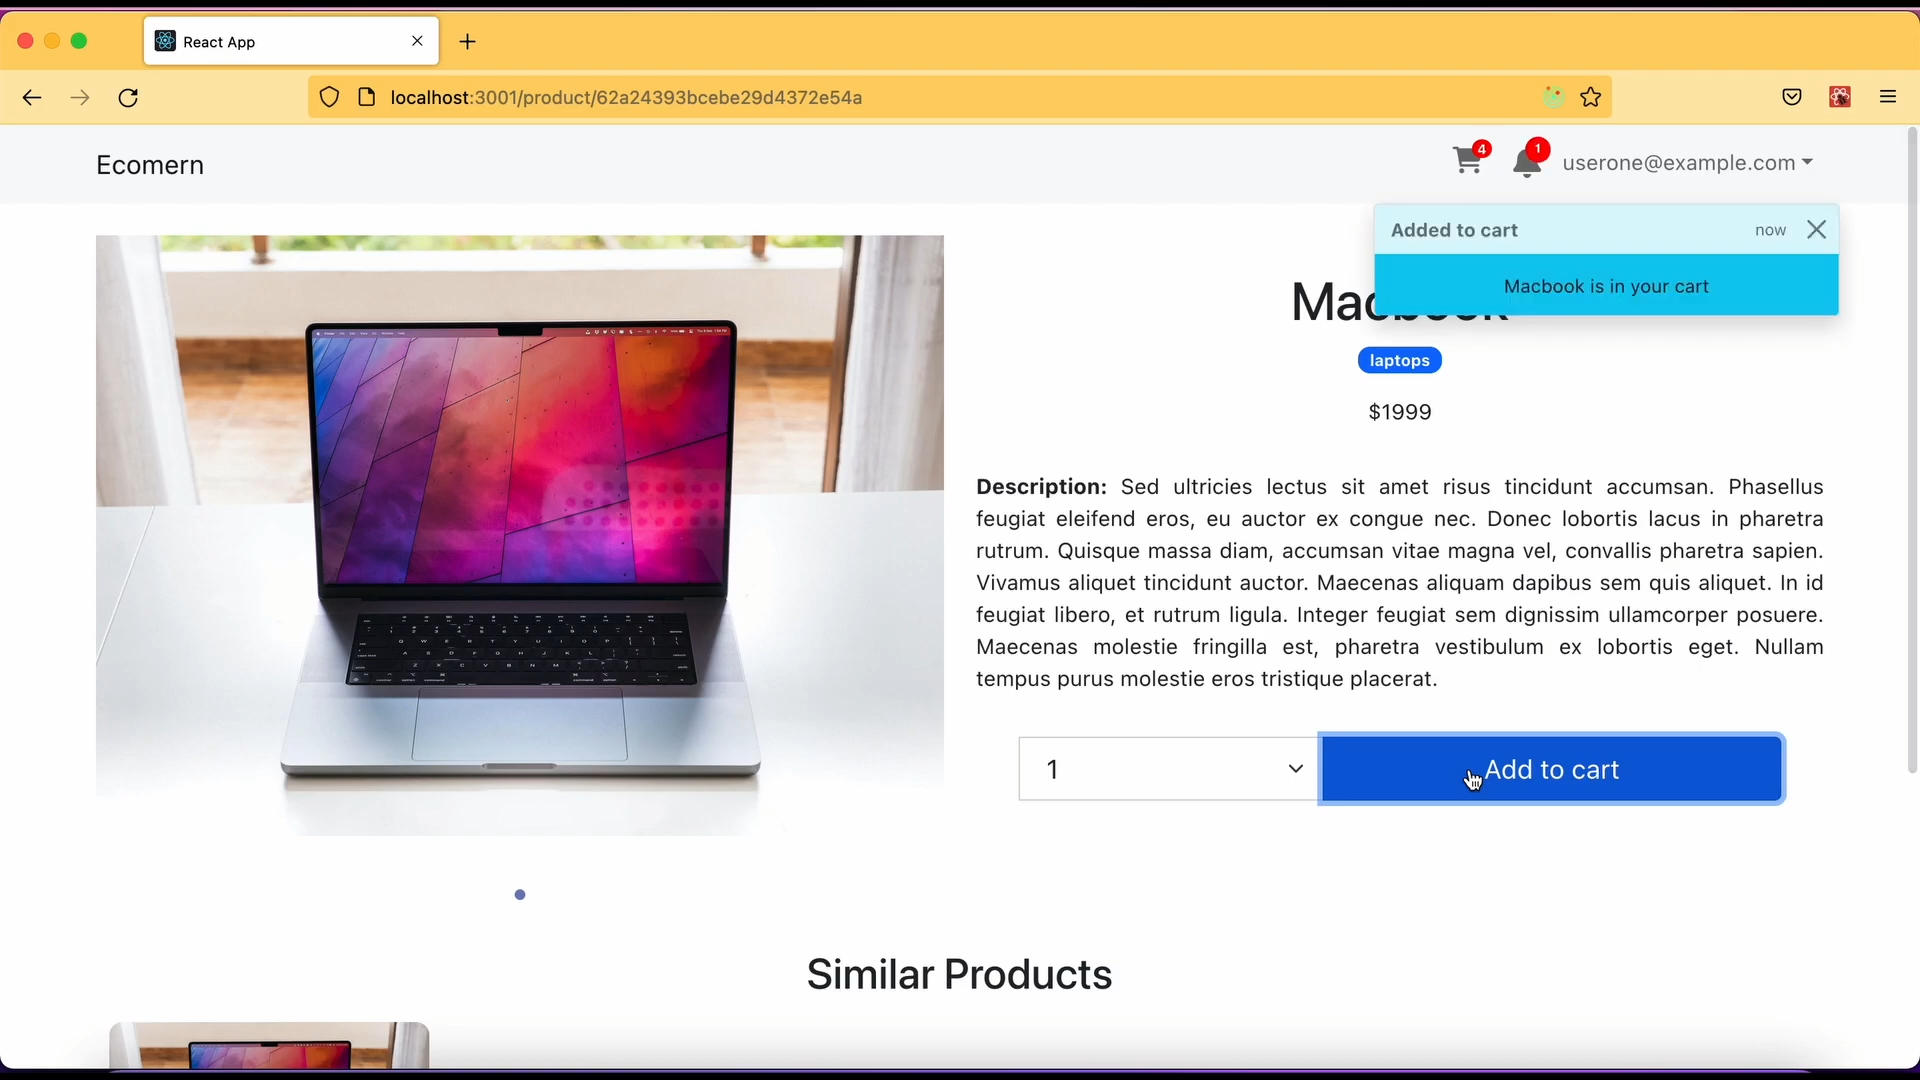 React App
localhost:3001/product/62a24393bcebe29d4372e54a
Ecomern
4
1
userone@example.com
Added to cart
now
Macbook is in your cart
Macbook
laptops
$1999
Description: Sed ultricies lectus sit amet risus tincidunt accumsan. Phasellus
feugiat eleifend eros, eu auctor ex congue nec. Donec lobortis lacus in pharetra
rutrum. Quisque massa diam, accumsan vitae magna vel, convallis pharetra sapien.
Vivamus aliquet tincidunt auctor. Maecenas aliquam dapibus sem quis aliquet. In id
feugiat libero, et rutrum ligula. Integer feugiat sem dignissim ullamcorper posuere.
Maecenas molestie fringilla est, pharetra vestibulum ex lobortis eget. Nullam
tempus purus molestie eros tristique placerat.
1
Add to cart
Similar Products